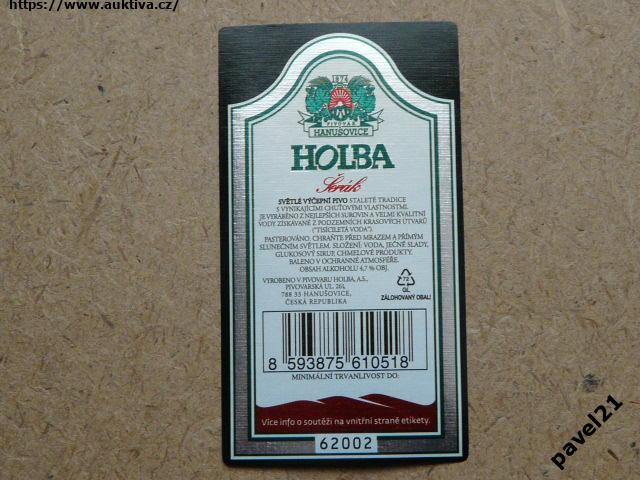 https://www.auktiva.cz/
1874
PIVOVAR
HANUŠOVICE
HOLBA
Šerák
SVĚTLÉ VÝČEPNÍ PIVO STALETÉ TRADICE
S VYNIKAJÍCÍMI CHUŤOVÝMI VLASTNOSTMI.
JE VYRÁBĚNO Z NEJLEPŠÍCH SUROVIN A VELMI KVALITNÍ
VODY ZÍSKÁVANÉ Z PODZEMNÍCH KRASOVÝCH ÚTVARŮ
("TISÍCILETÁ VODA").
PASTEROVÁNO. CHRAŇTE PŘED MRAZEM A PŘÍMÝM
SLUNEČNÍM SVĚTLEM. SLOŽENÍ: VODA, JEČNÉ SLADY,
GLUKOSOVÝ SIRUP, CHMELOVÉ PRODUKTY.
BALENO V OCHRANNÉ ATMOSFÉŘE.
OBSAH ALKOHOLU 4,7 % OBJ.
VYROBENO V PIVOVARU HOLBA, A.S.,
PIVOVARSKÁ UL. 261,
788 33 HANUŠOVICE,
ČESKÁ REPUBLIKA
72
GL
ZÁLOHOVANÝ OBAL!
8 593875 610518
MINIMÁLNÍ TRVANLIVOST DO:
Více info o soutěži na vnitřní straně etikety.
62002
pavel21